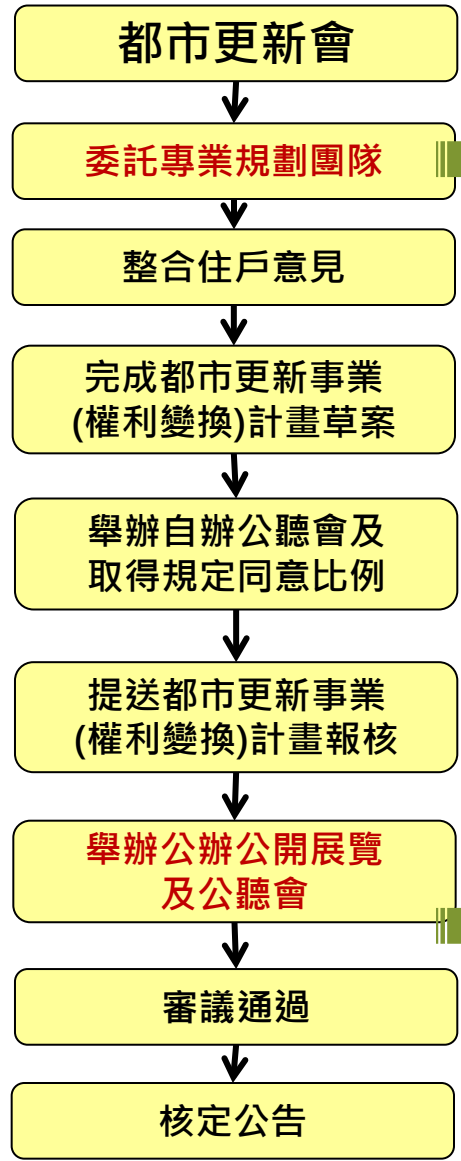 都市更新會
委託專業規劃團隊
整合住戶意見
完成都市更新事業
(權利變換)計畫草案
舉辦自辦公聽會及
取得規定同意比例
提送都市更新事業
(權利變換)計畫報核
舉辦公辦公開展覽
及公聽會
審議通過
核定公告